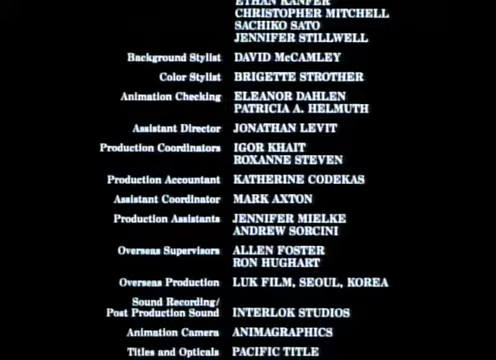 ETHAN KANFER
CHRISTOPHER MITCHELL
SACHIKO SATO
JENNIFER STILLWELL
Background Stylist DAVID McCAMLEY
Color Stylist BRIGETTE STROTHER
Animation Checking ELEANOR DAHLEN
PATRICIA A. HELMUTH
Assistant Director JONATHAN LEVIT
Production Coordinators IGOR KHAIT
ROXANNE STEVEN
Production Accountant KATHERINE CODEKAS
Assistant Coordinator MARK AXTON
Production Assistants JENNIFER MIELKE
ANDREW SORCINI
Overseas Supervisors ALLEN FOSTER
RON HUGHART
Overseas Production LUK FILM, SEOUL, KOREA
Sound Recording/
Post Production Sound INTERLOK STUDIOS
Animation Camera ANIMAGRAPHICS
Titles and Opticals PACIFIC TITLE